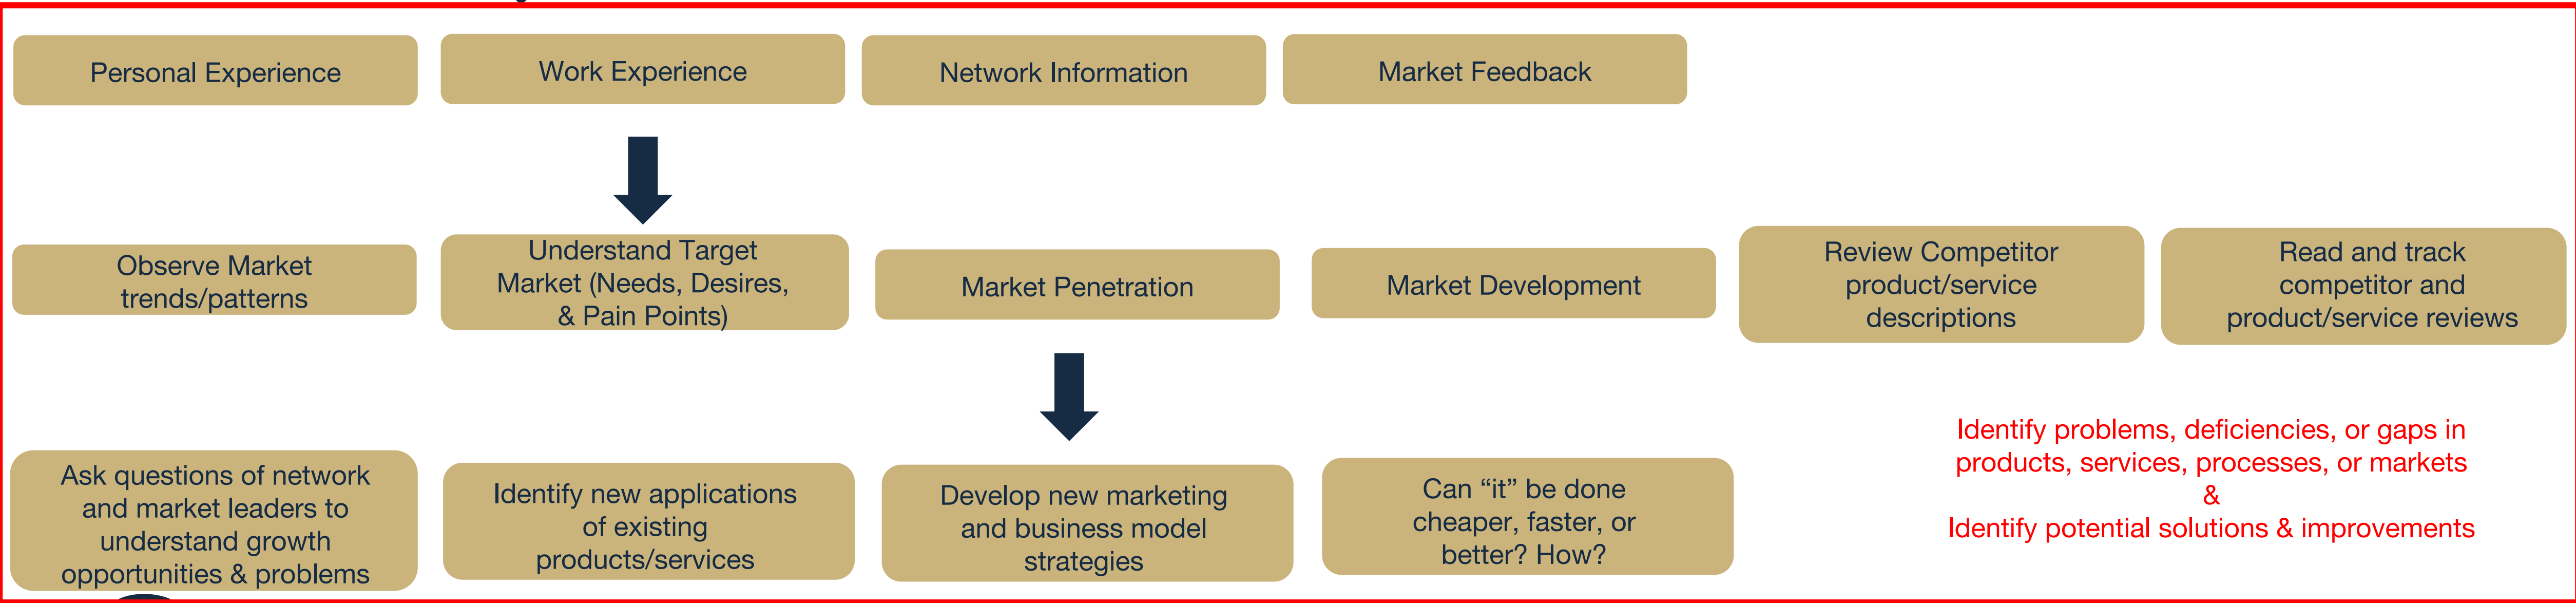 Personal Experience
Work Experience
Network Information
Market Feedback
Observe Market
trends/patterns
Understand Target
Market (Needs, Desires,
& Pain Points)
Market Penetration
Market Development
Review Competitor
product/service
descriptions
Read and track
competitor and
product/service reviews
Ask questions of network
and market leaders to
understand growth
opportunities & problems
Identify new applications
of existing
products/services
Develop new marketing
and business model
strategies
Can “it” be done
cheaper, faster, or
better? How?
Identify problems, deficiencies, or gaps in
products, services, processes, or markets
&
Identify potential solutions & improvements